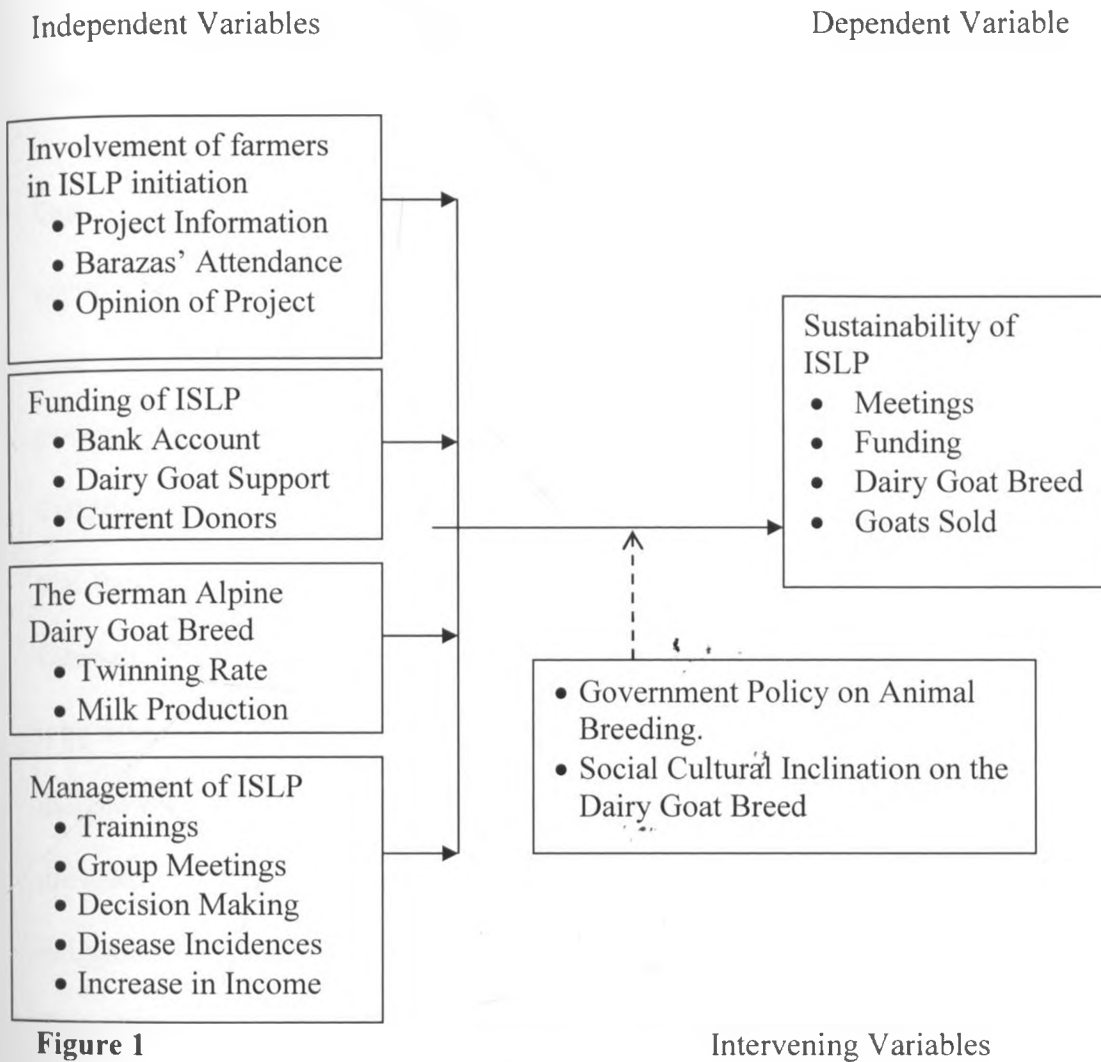 Independent Variables
Dependent Variable
Involvement of farmers
in ISLP initiation
• Project Information
• Barazas’ Attendance
• Opinion of Project
Funding of ISLP
• Bank Account
• Dairy Goat Support
• Current Donors
The German Alpine
Dairy Goat Breed
• Twinning Rate
• Milk Production
Management of ISLP
• Trainings
• Group Meetings
• Decision Making
• Disease Incidences
• Increase in Income
Sustainability of
ISLP
• Meetings
• Funding
• Dairy Goat Breed
• Goats Sold
• Government Policy on Animal
Breeding.
• Social Cultural Inclination on the
Dairy Goat Breed
Figure 1
Intervening Variables